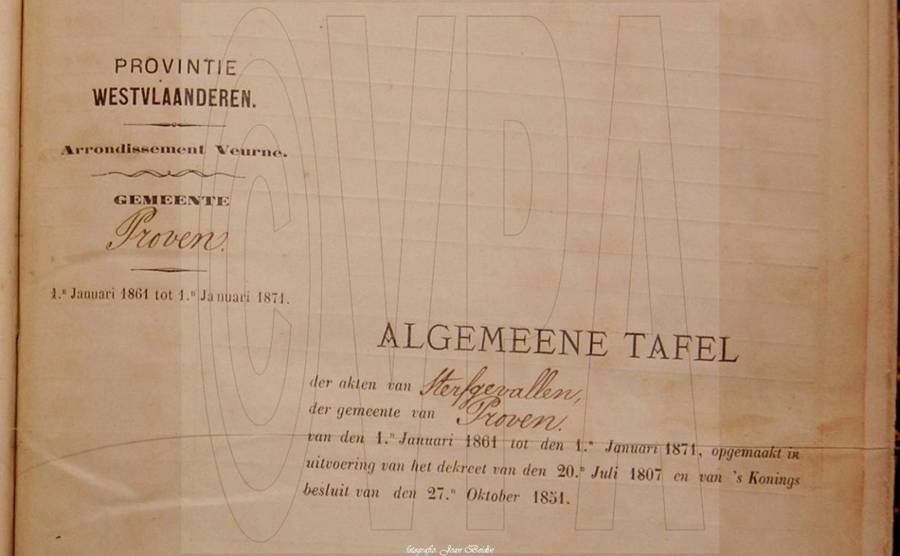 PROVINTIE
WESTVLAANDEREN.
Arrondissement Veurne.
GEMEENTE
Proven.
1.ⁿ Januari 1861 tot 1.ⁿ Januari 1871.
ALGEMEENE TAFEL
der akten van Sterfgevallen,
der gemeente van Proven.
van den 1.ⁿ Januari 1861 tot den 1.ⁿ Januari 1871, opgemaakt in
uitvoering van het dekreet van den 20.ⁿ Juli 1807 en van 's Konings
besluit van den 27.ⁿ Oktober 1851.
CVPA
fotografie Joan